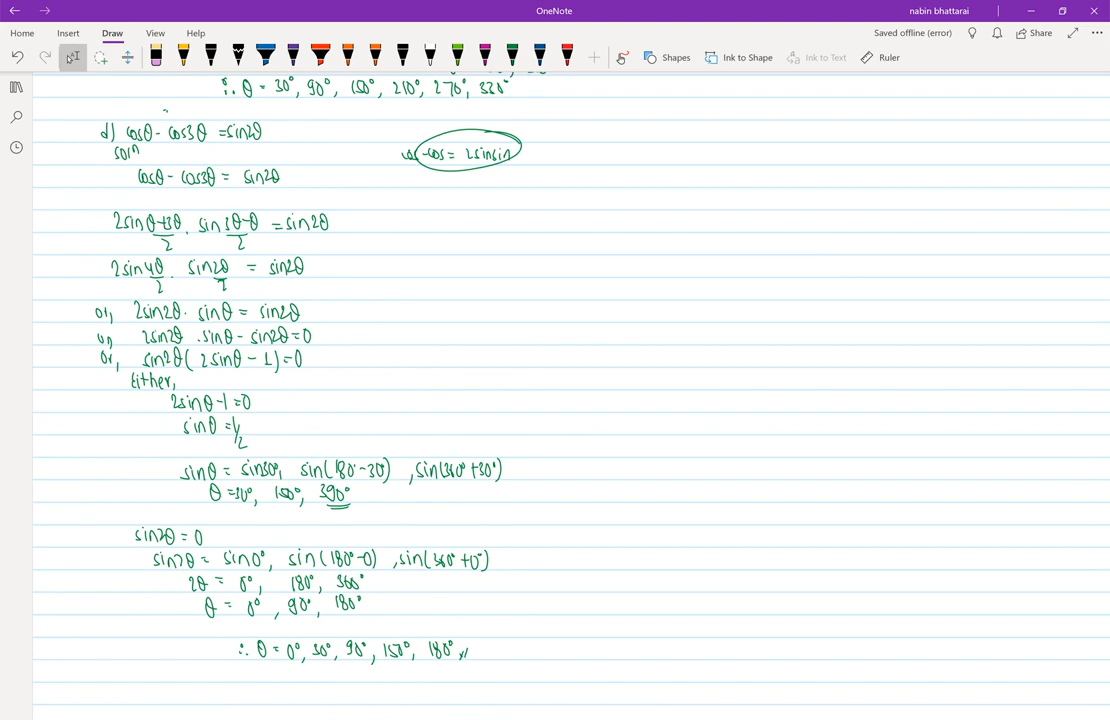 OneNote
nabin bhattarai
Home Insert Draw View Help
Saved offline (error) Share
Shapes Ink to Shape Ink to Text Ruler
∴ θ = 30°, 90°, 150°, 210°, 270°, 330°
d) cosθ - cos3θ = sin2θ
soln
cos-cos = 2sinsin
cosθ - cos3θ = sin2θ
2sin θ+3θ/2 . sin 3θ-θ/2 = sin2θ
2sin 4θ/2 . sin 2θ/2 = sin2θ
or, 2sin2θ. sinθ = sin2θ
or, 2sin2θ .sinθ - sin2θ = 0
or, sin2θ(2sinθ - 1) = 0
Either,
2sinθ - 1 = 0
sinθ = 1/2
sinθ = sin30°, sin(180°-30°) , sin(360°+30°)
θ = 30°, 150°, 390°
sin2θ = 0
sin2θ = sin0°, sin(180°-0) , sin(360°+0°)
2θ = 0°, 180°, 360°
θ = 0° , 90°, 180°
∴ θ = 0°, 30°, 90°, 150°, 180°